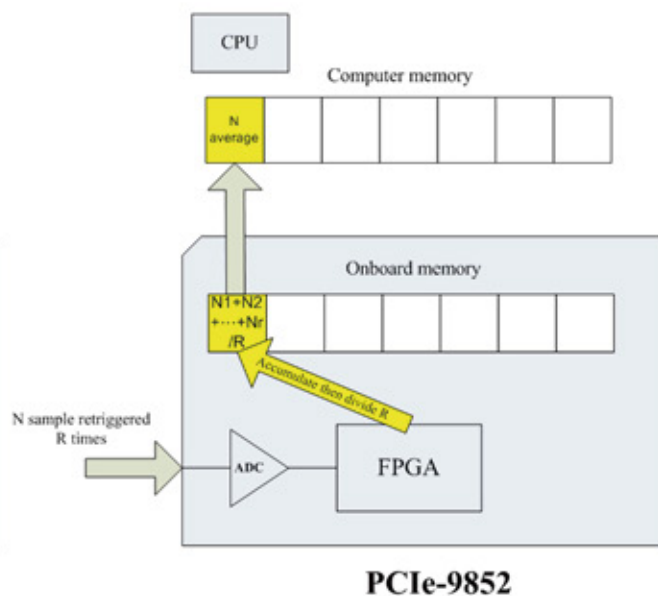 CPU
Computer memory
N
average
Onboard memory
N1+N2
+····+Nr
/R
Accumulate then divide R
N sample retriggered
R times
ADC
FPGA
PCIe-9852